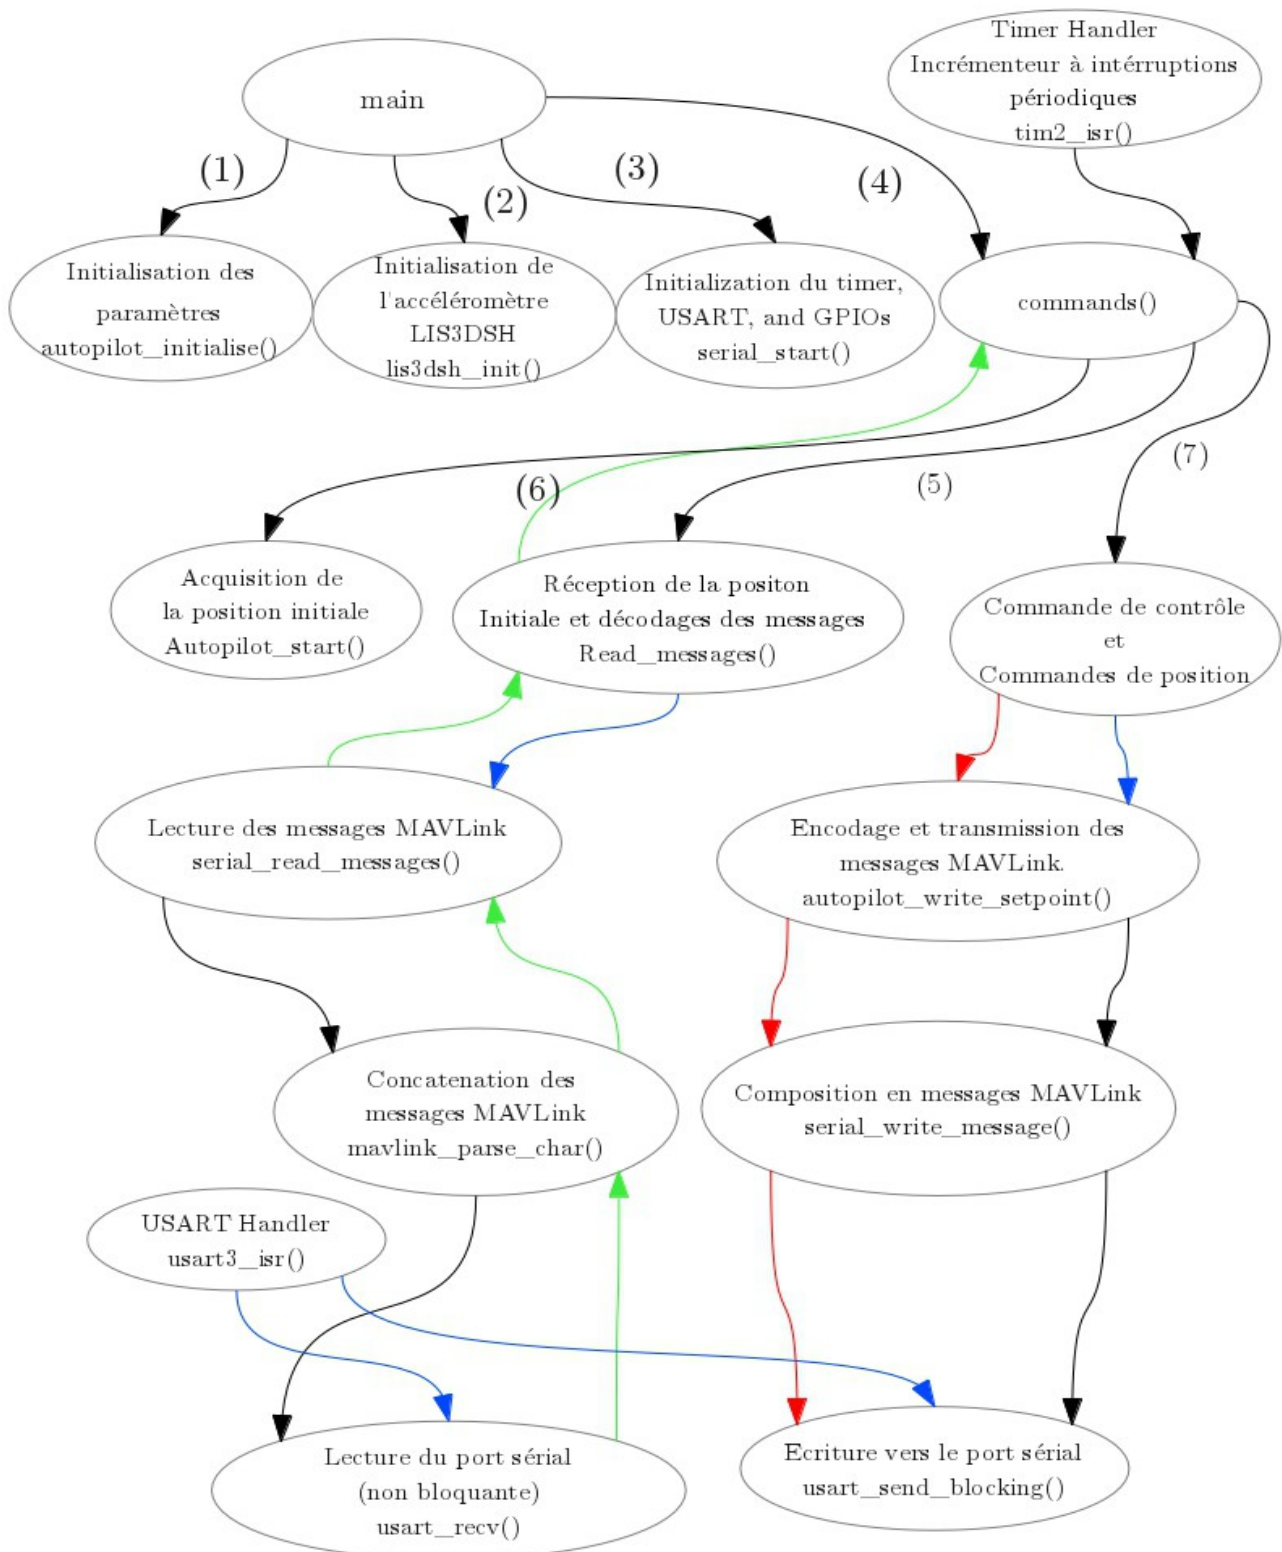 Timer Handler
Incrémenteur à intérruptions
périodiques
tim2_isr()
main
(1)
(2)
(3)
(4)
Initialisation des
paramètres
autopilot_initialise()
Initialisation de
l'accéléromètre
LIS3DSH
lis3dsh_init()
Initialization du timer,
USART, and GPIOs
serial_start()
commands()
(6)
(5)
(7)
Acquisition de
la position initiale
Autopilot_start()
Réception de la positon
Initiale et décodages des messages
Read_messages()
Commande de contrôle
et
Commandes de position
Lecture des messages MAVLink
serial_read_messages()
Encodage et transmission des
messages MAVLink.
autopilot_write_setpoint()
Concatenation des
messages MAVLink
mavlink_parse_char()
Composition en messages MAVLink
serial_write_message()
USART Handler
usart3_isr()
Lecture du port sérial
(non bloquante)
usart_recv()
Ecriture vers le port sérial
usart_send_blocking()